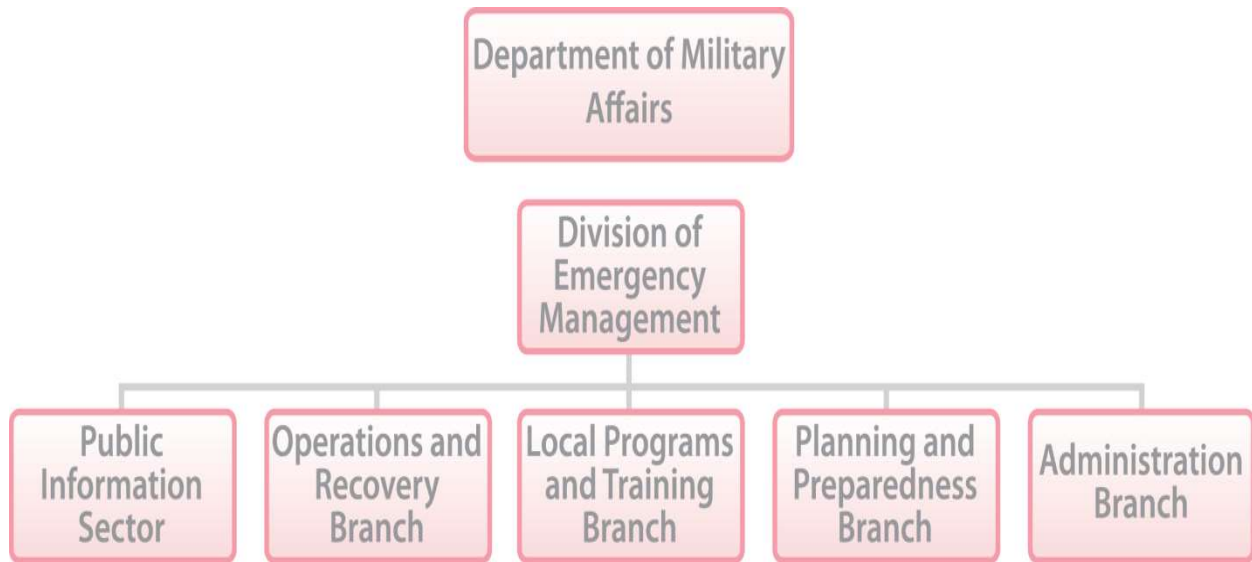 Department of Military
Affairs
Division of
Emergency
Management
Public
Information
Sector
Operations and
Recovery
Branch
Local Programs
and Training
Branch
Planning and
Preparedness
Branch
Administration
Branch